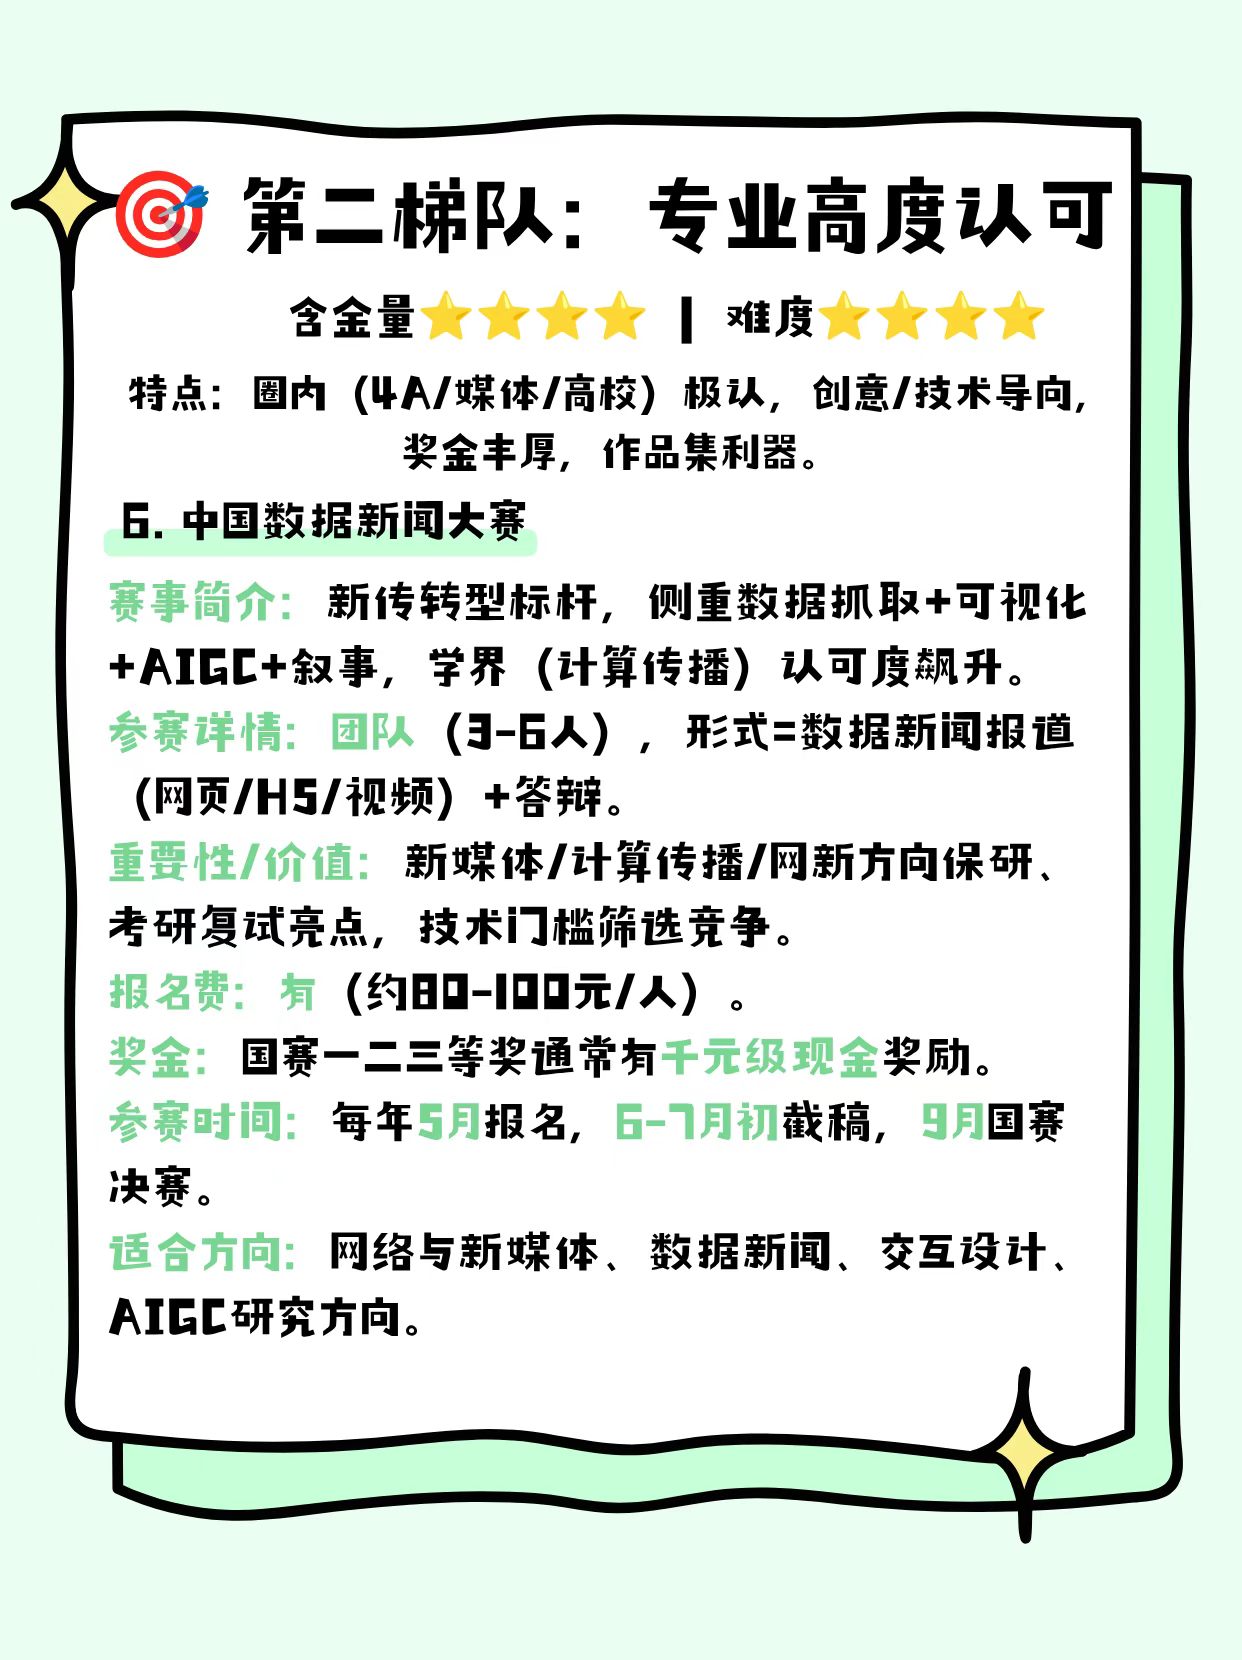 🎯 第二梯队：专业高度认可
含金量⭐⭐⭐⭐ | 难度⭐⭐⭐⭐
特点：圈内（4A/媒体/高校）极认，创意/技术导向，
奖金丰厚，作品集利器。
6. 中国数据新闻大赛
赛事简介：新传转型标杆，侧重数据抓取+可视化
+AIGC+叙事，学界（计算传播）认可度飙升。
参赛详情：团队（3-6人），形式=数据新闻报道
（网页/H5/视频）+答辩。
重要性/价值：新媒体/计算传播/网新方向保研、
考研复试亮点，技术门槛筛选竞争。
报名费：有（约80-100元/人）。
奖金：国赛一二三等奖通常有千元级现金奖励。
参赛时间：每年5月报名，6-7月初截稿，9月国赛
决赛。
适合方向：网络与新媒体、数据新闻、交互设计、
AIGC研究方向。